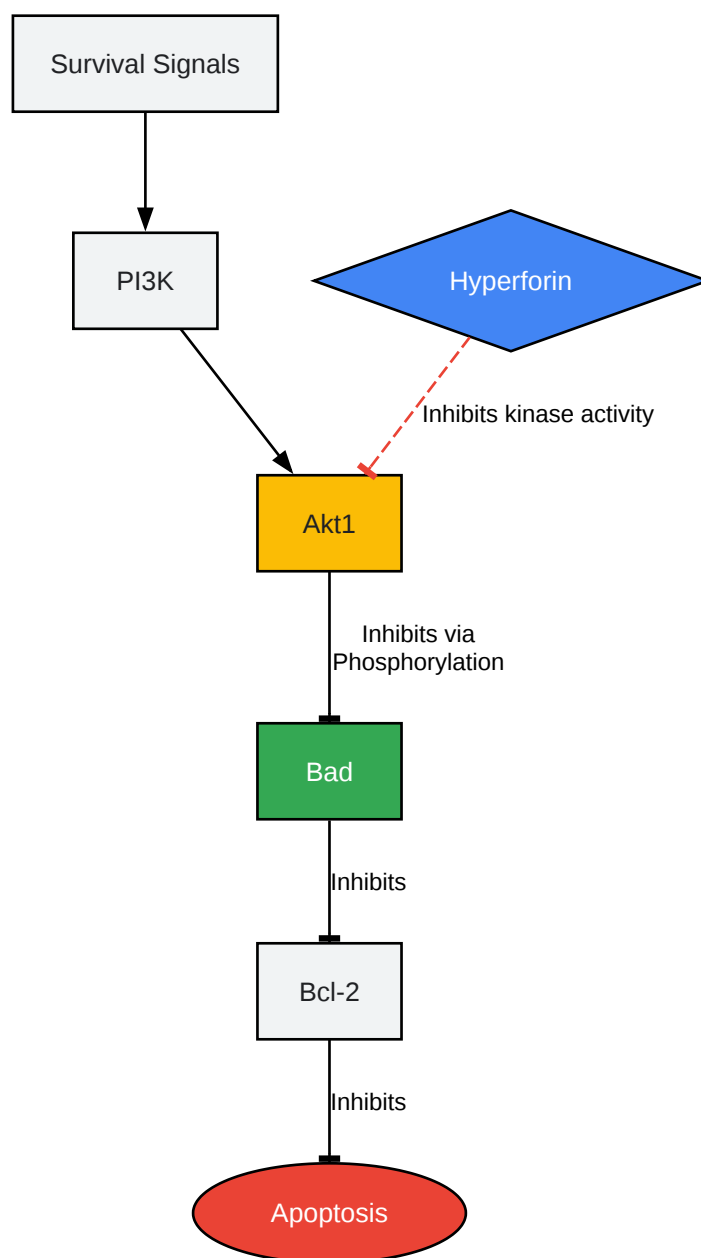 Survival Signals
PI3K
Hyperforin
Inhibits kinase activity
Akt1
Inhibits via
Phosphorylation
Bad
Inhibits
Bcl-2
Inhibits
Apoptosis